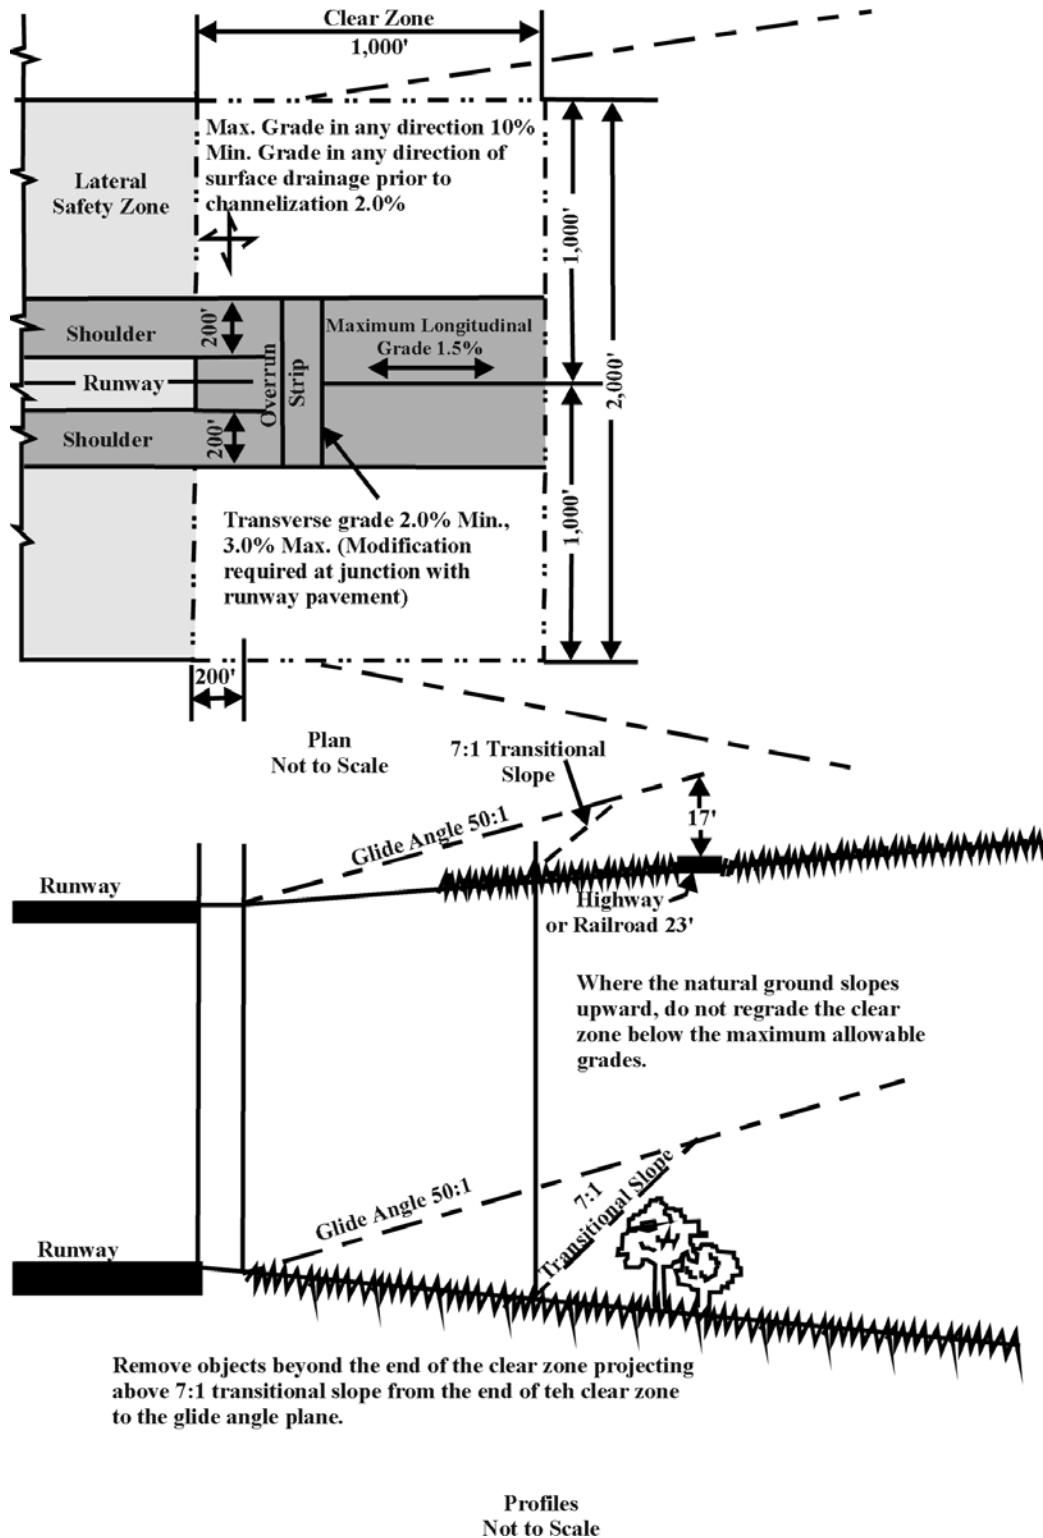 Clear Zone
1,000'
Max. Grade in any direction 10%
Min. Grade in any direction of
surface drainage prior to
channelization 2.0%
Lateral
Safety Zone
1,000'
2,000'
Shoulder
200'
Maximum Longitudinal
Grade 1.5%
Runway
Overrun
Strip
Shoulder
200'
1,000'
Transverse grade 2.0% Min.,
3.0% Max. (Modification
required at junction with
runway pavement)
200'
Plan
Not to Scale
7:1 Transitional
Slope
Glide Angle 50:1
17'
Runway
Highway
or Railroad 23'
Where the natural ground slopes
upward, do not regrade the clear
zone below the maximum allowable
grades.
Glide Angle 50:1
7:1
Transitional Slope
Runway
Remove objects beyond the end of the clear zone projecting
above 7:1 transitional slope from the end of teh clear zone
to the glide angle plane.
Profiles
Not to Scale